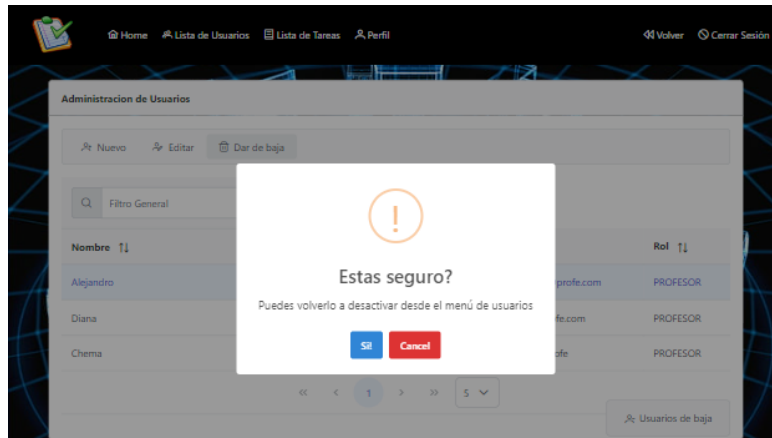 Home Lista de Usuarios Lista de Tareas Perfil Volver Cerrar Sesión
Administracion de Usuarios
Nuevo Editar Dar de baja
Filtro General
Nombre Rol
Alejandro profe.com PROFESOR
Diana fe.com PROFESOR
Chema ofe PROFESOR
Estas seguro?
Puedes volverlo a desactivar desde el menú de usuarios
Si! Cancel
« < 1 > » 5
Usuarios de baja